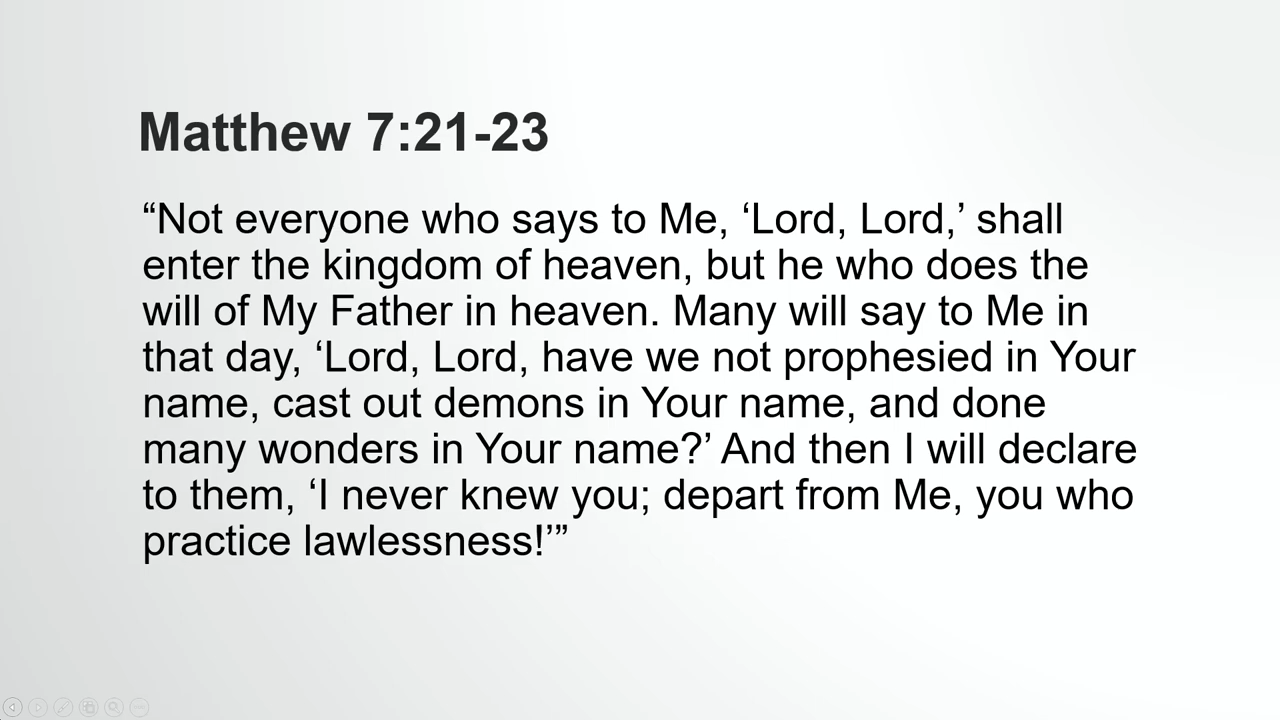 Matthew 7:21-23
“Not everyone who says to Me, ‘Lord, Lord,’ shall
enter the kingdom of heaven, but he who does the
will of My Father in heaven. Many will say to Me in
that day, ‘Lord, Lord, have we not prophesied in Your
name, cast out demons in Your name, and done
many wonders in Your name?’ And then I will declare
to them, ‘I never knew you; depart from Me, you who
practice lawlessness!’”